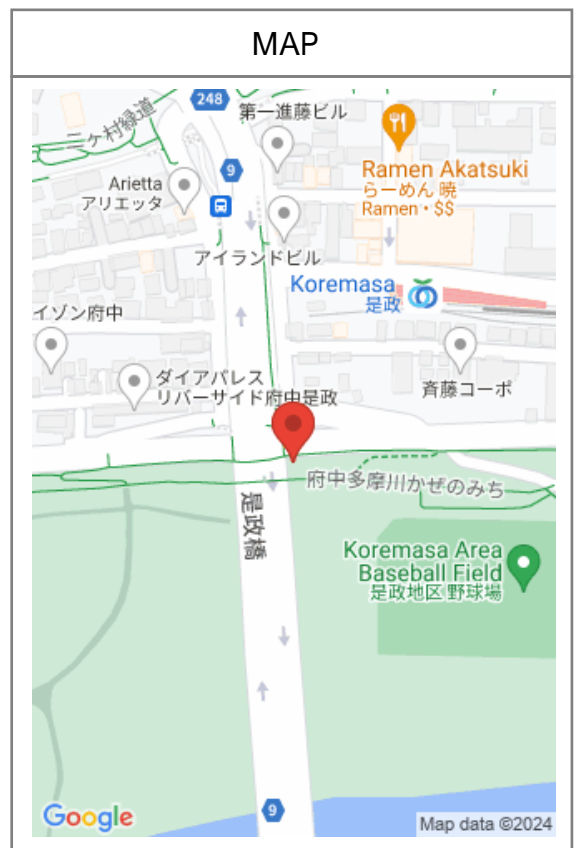 MAP
248
第一進藤ビル
二ヶ村緑道
9
Ramen Akatsuki
らーめん 暁
Ramen・$$
Arietta
アリエッタ
アイランドビル
Koremasa
是政
イゾン府中
ダイアパレス
リバーサイド府中是政
斉藤コーポ
府中多摩川かぜのみち
是政橋
Koremasa Area
Baseball Field
是政地区 野球場
9
Google
Map data ©2024